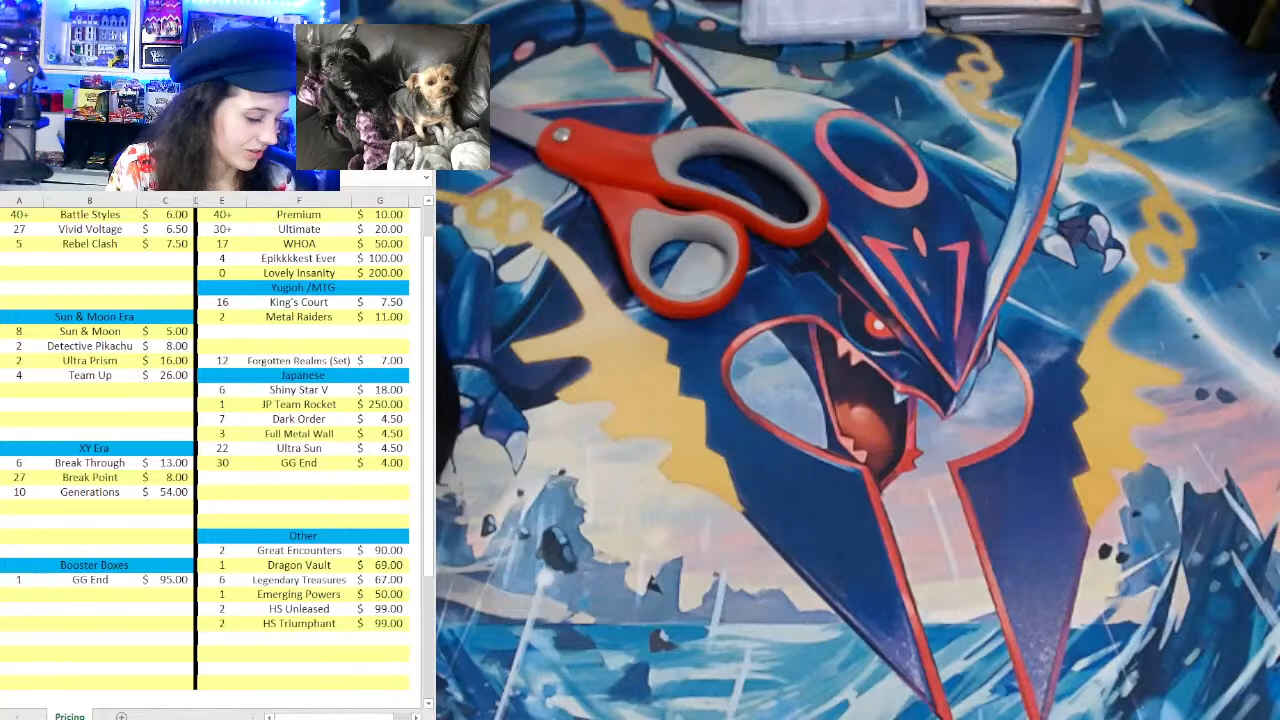 A B C E F G
40+ Battle Styles $ 6.00 40+ Premium $ 10.00
27 Vivid Voltage $ 6.50 30+ Ultimate $ 20.00
5 Rebel Clash $ 7.50 17 WHOA $ 50.00
4 Epikkkkest Ever $ 100.00
0 Lovely Insanity $ 200.00
Yugioh /MTG
16 King's Court $ 7.50
Sun & Moon Era 2 Metal Raiders $ 11.00
8 Sun & Moon $ 5.00
2 Detective Pikachu $ 8.00
2 Ultra Prism $ 16.00 12 Forgotten Realms (Set) $ 7.00
4 Team Up $ 26.00 Japanese
6 Shiny Star V $ 18.00
1 JP Team Rocket $ 250.00
7 Dark Order $ 4.50
3 Full Metal Wall $ 4.50
XY Era 22 Ultra Sun $ 4.50
6 Break Through $ 13.00 30 GG End $ 4.00
27 Break Point $ 8.00
10 Generations $ 54.00
Other
2 Great Encounters $ 90.00
Booster Boxes 1 Dragon Vault $ 69.00
1 GG End $ 95.00 6 Legendary Treasures $ 67.00
1 Emerging Powers $ 50.00
2 HS Unleased $ 99.00
2 HS Triumphant $ 99.00
Pricing